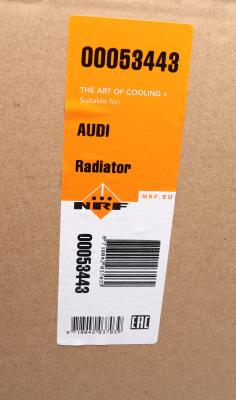 00053443
THE ART OF COOLING >
Suitable for:
AUDI
Radiator
NRF
NRF.EU
00053443
EAC